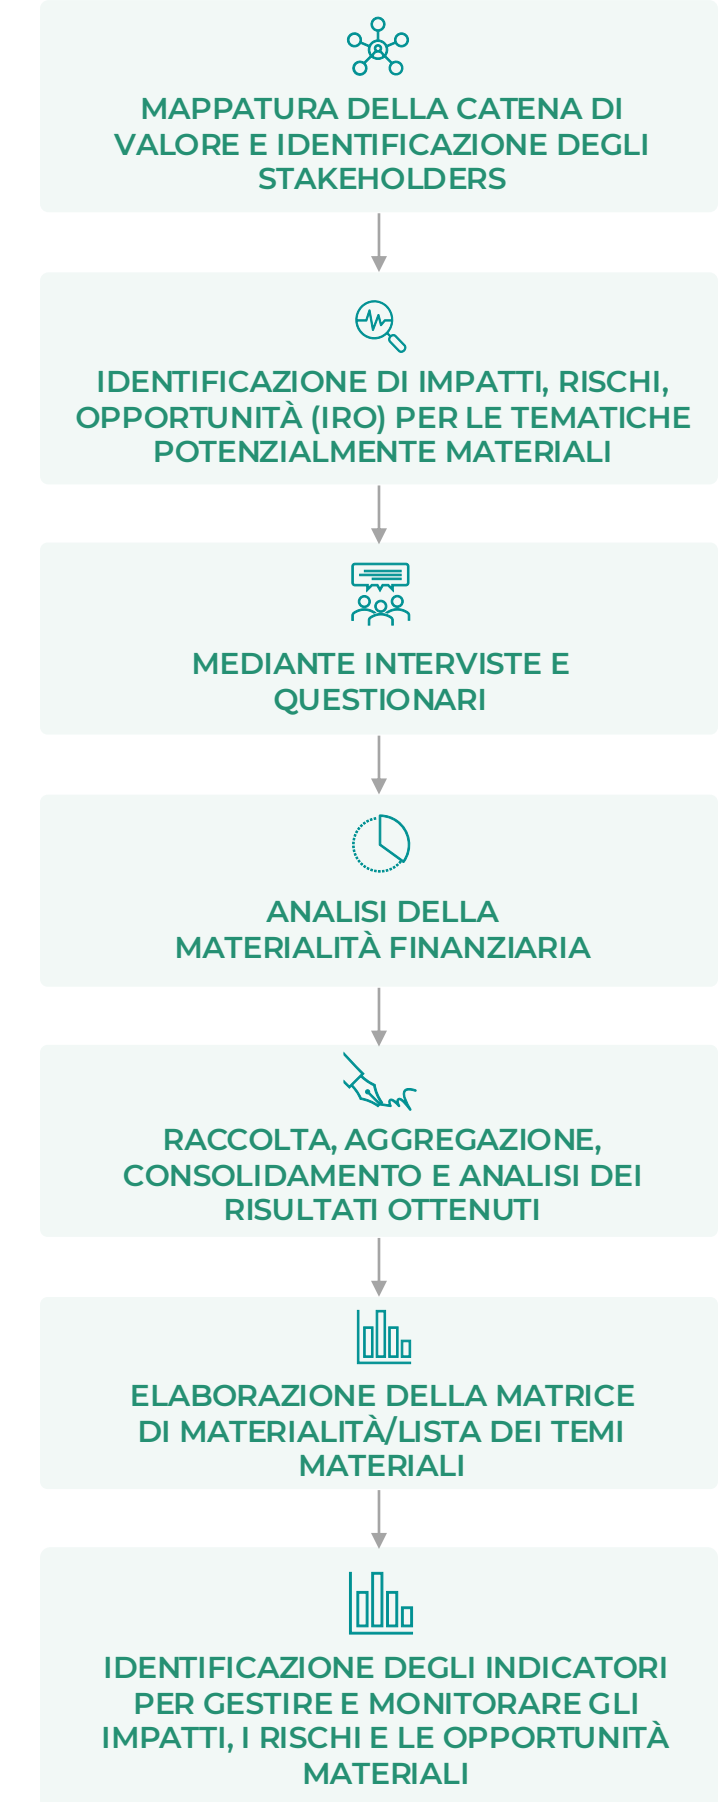 MAPPATURA DELLA CATENA DI
VALORE E IDENTIFICAZIONE DEGLI
STAKEHOLDERS
IDENTIFICAZIONE DI IMPATTI, RISCHI,
OPPORTUNITÀ (IRO) PER LE TEMATICHE
POTENZIALMENTE MATERIALI
MEDIANTE INTERVISTE E
QUESTIONARI
ANALISI DELLA
MATERIALITÀ FINANZIARIA
RACCOLTA, AGGREGAZIONE,
CONSOLIDAMENTO E ANALISI DEI
RISULTATI OTTENUTI
ELABORAZIONE DELLA MATRICE
DI MATERIALITÀ/LISTA DEI TEMI
MATERIALI
IDENTIFICAZIONE DEGLI INDICATORI
PER GESTIRE E MONITORARE GLI
IMPATTI, I RISCHI E LE OPPORTUNITÀ
MATERIALI